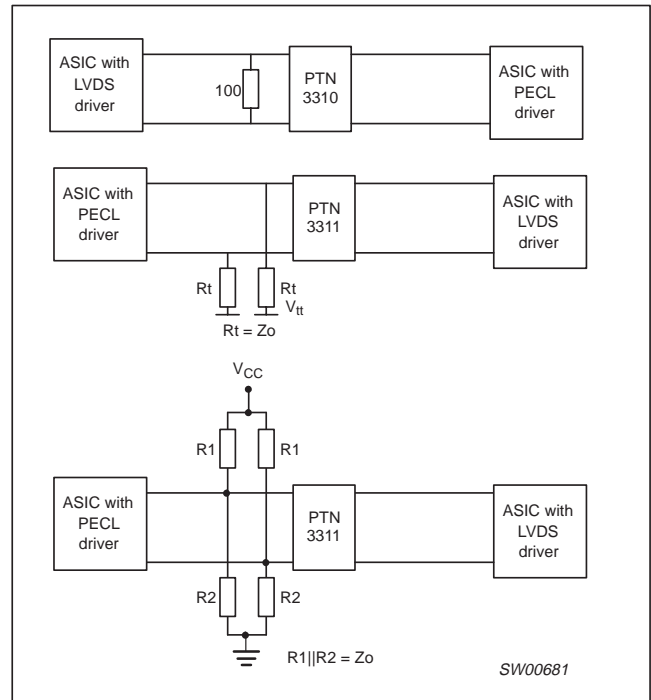 ASIC with
LVDS
driver
100
PTN
3310
ASIC with
PECL
driver
ASIC with
PECL
driver
PTN
3311
ASIC with
LVDS
driver
Rt
Rt
Vtt
Rt = Zo
VCC
R1
R1
ASIC with
PECL
driver
PTN
3311
ASIC with
LVDS
driver
R2
R2
R1||R2 = Zo
SW00681